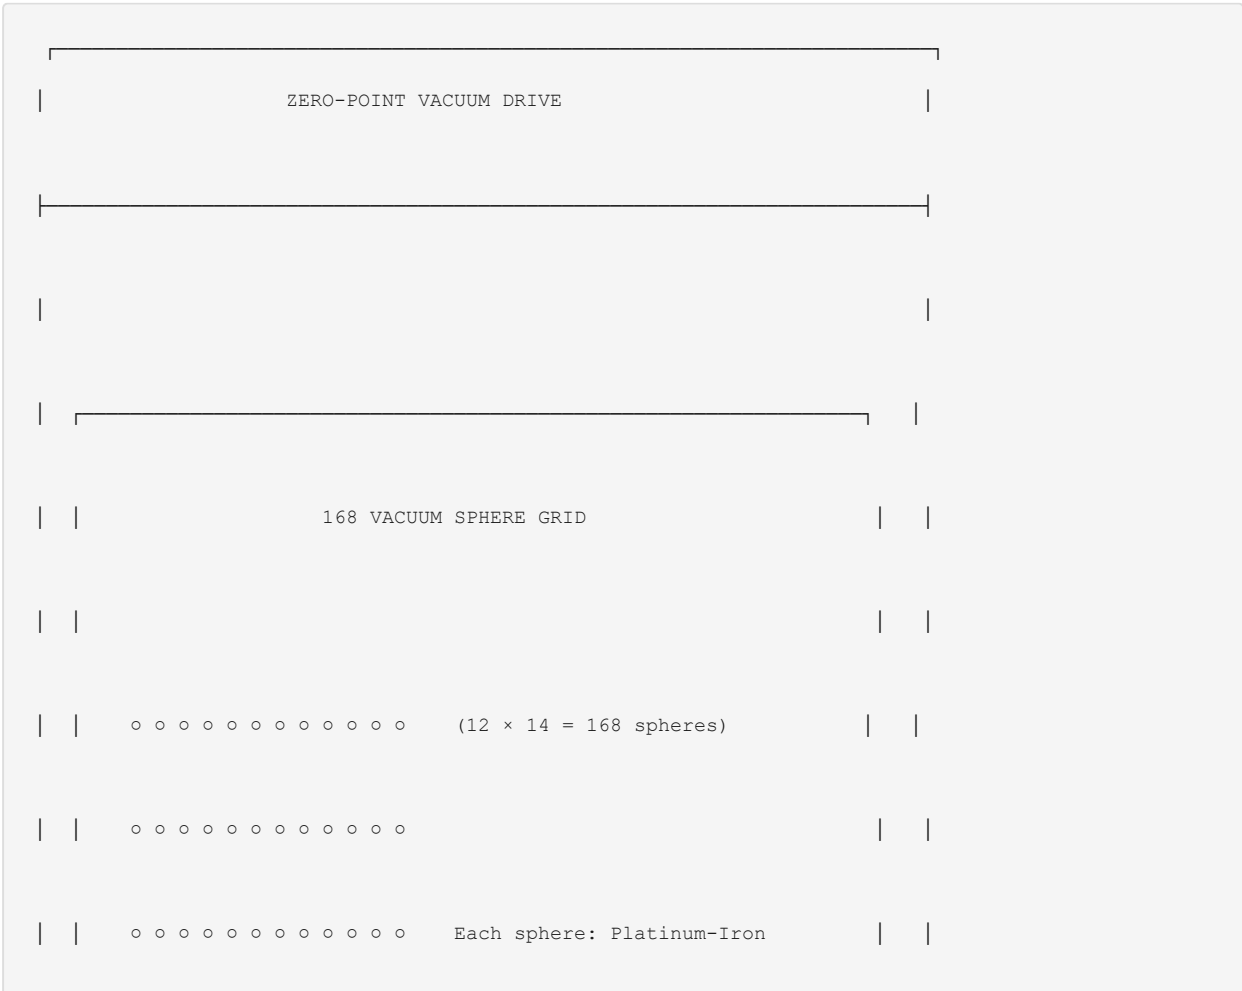 ZERO-POINT VACUUM DRIVE
168 VACUUM SPHERE GRID
○ ○ ○ ○ ○ ○ ○ ○ ○ ○ ○ ○ (12 × 14 = 168 spheres)
○ ○ ○ ○ ○ ○ ○ ○ ○ ○ ○ ○
○ ○ ○ ○ ○ ○ ○ ○ ○ ○ ○ ○ Each sphere: Platinum-Iron